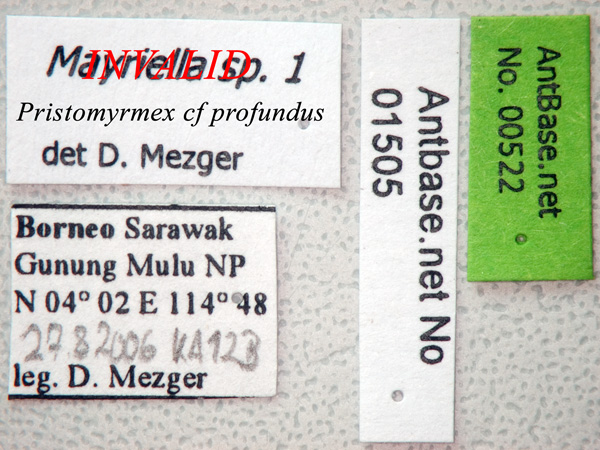 Mayriella sp. 1
INVALID
Pristomyrmex cf profundus
det D. Mezger
Borneo Sarawak
Gunung Mulu NP
N 04° 02 E 114° 48
27.8.2006 KA12B
leg. D. Mezger
Antbase.net No
01505
AntBase.net
No. 00522